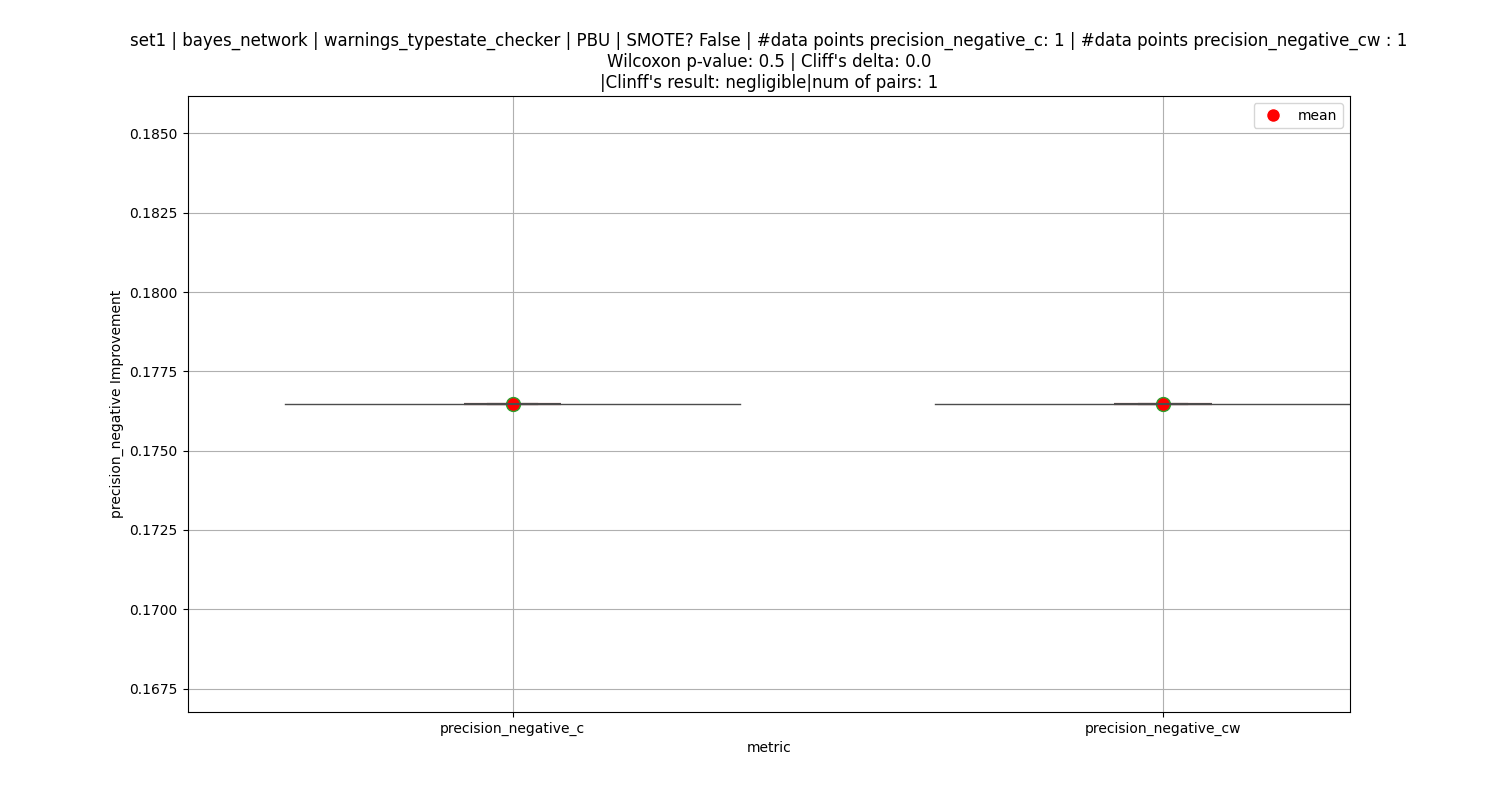 set1 | bayes_network | warnings_typestate_checker | PBU | SMOTE? False | #data points precision_negative_c: 1 | #data points precision_negative_cw : 1
Wilcoxon p-value: 0.5 | Cliff's delta: 0.0
|Clinff's result: negligible|num of pairs: 1
mean
0.1850
0.1825
0.1800
0.1775
0.1750
0.1725
0.1700
0.1675
precision_negative Improvement
precision_negative_c
precision_negative_cw
metric